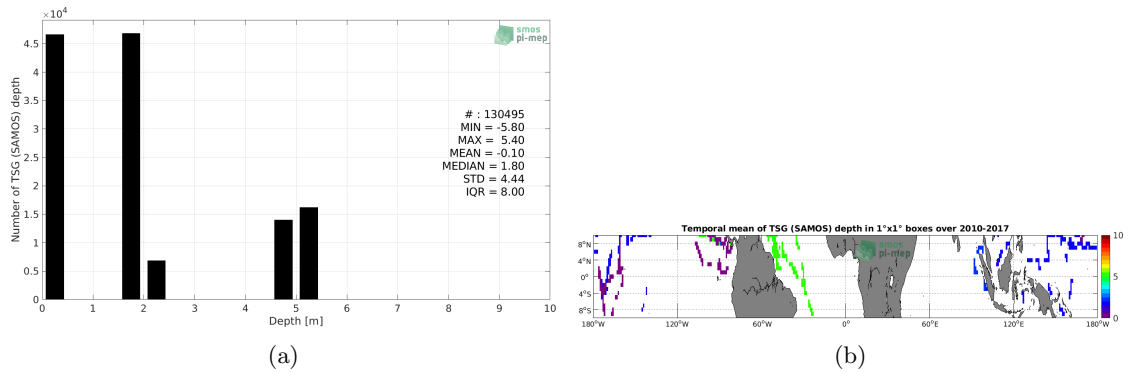 ×10⁴
4.5
4
3.5
3
2.5
2
1.5
1
0.5
0
Number of TSG (SAMOS) depth
smos
pi-mep
# : 130495
MIN = -5.80
MAX = 5.40
MEAN = -0.10
MEDIAN = 1.80
STD = 4.44
IQR = 8.00
0 1 2 3 4 5 6 7 8 9 10
Depth [m]
(a)
Temporal mean of TSG (SAMOS) depth in 1°x1° boxes over 2010-2017
smos
pi-mep
8°N
4°N
0°
4°S
8°S
180°W 120°W 60°W 0° 60°E 120°E 180°W
10
5
0
(b)